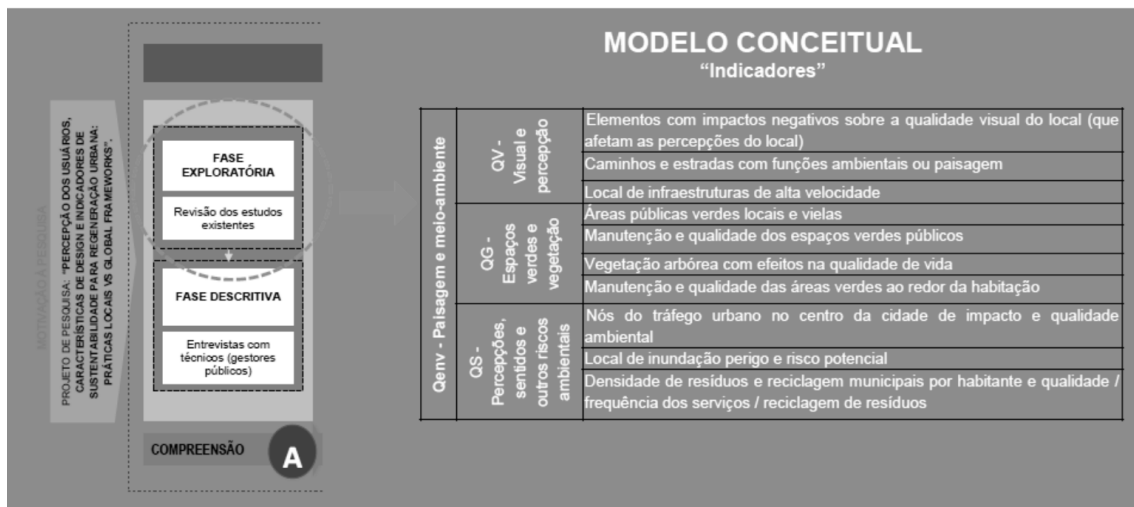 MOTIVAÇÃO À PESQUISA
PROJETO DE PESQUISA: "PERCEPÇÃO DOS USUÁRIOS,
CARACTERÍSTICAS DE DESIGN E INDICADORES DE
SUSTENTABILIDADE PARA REGENERAÇÃO URBANA:
PRÁTICAS LOCAIS VS GLOBAL FRAMEWORKS".
FASE
EXPLORATÓRIA
Revisão dos estudos
existentes
FASE DESCRITIVA
Entrevistas com
técnicos (gestores
públicos)
COMPREENSÃO
A
MODELO CONCEITUAL
"Indicadores"
Qenv - Paisagem e meio-ambiente
QV -
Visual e
percepção
Elementos com impactos negativos sobre a qualidade visual do local (que
afetam as percepções do local)
Caminhos e estradas com funções ambientais ou paisagem
Local de infraestruturas de alta velocidade
QG -
Espaços
verdes e
vegetação
Áreas públicas verdes locais e vielas
Manutenção e qualidade dos espaços verdes públicos
Vegetação arbórea com efeitos na qualidade de vida
Manutenção e qualidade das áreas verdes ao redor da habitação
QS -
Percepções,
sentidos e
outros riscos
ambientais
Nós do tráfego urbano no centro da cidade de impacto e qualidade
ambiental
Local de inundação perigo e risco potencial
Densidade de resíduos e reciclagem municipais por habitante e qualidade /
frequência dos serviços / reciclagem de resíduos